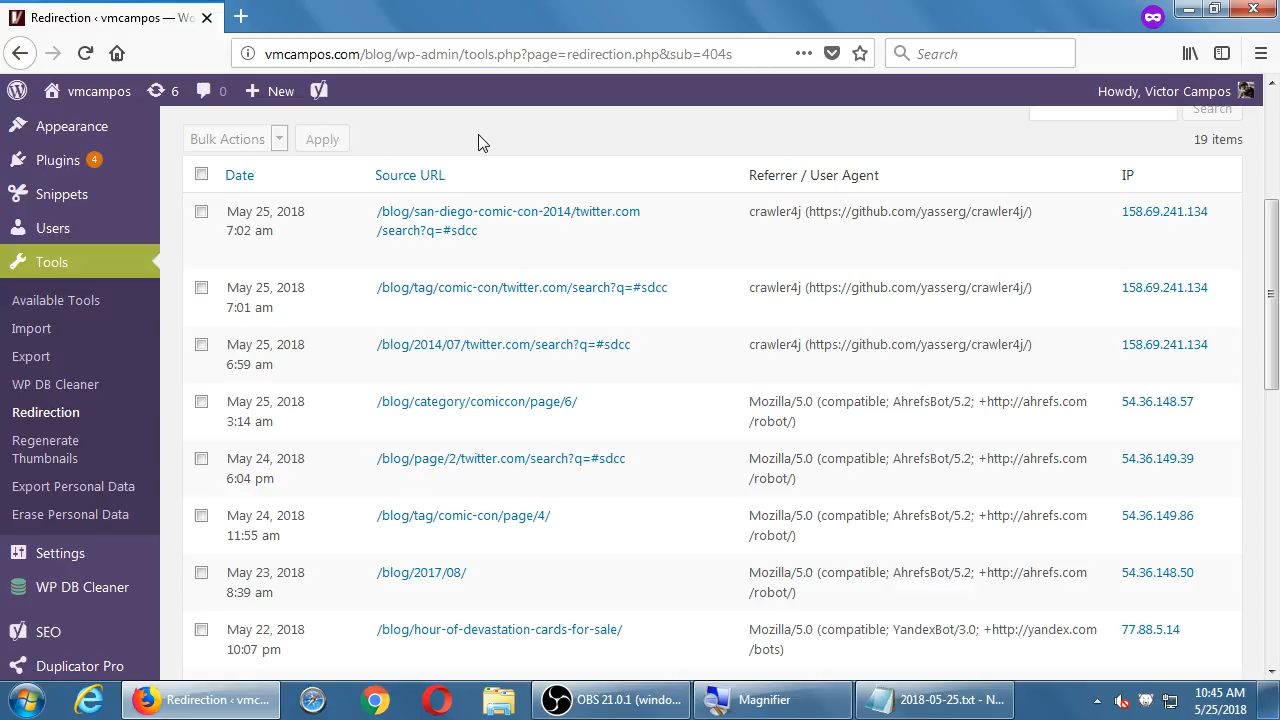 Redirection ‹ vmcampos — Wo
vmcampos.com/blog/wp-admin/tools.php?page=redirection.php&sub=404s
Search
vmcampos
6
0
New
Howdy, Victor Campos
Appearance
Plugins 4
Snippets
Users
Tools
Available Tools
Import
Export
WP DB Cleaner
Redirection
Regenerate
Thumbnails
Export Personal Data
Erase Personal Data
Settings
WP DB Cleaner
SEO
Duplicator Pro
Search
Bulk Actions
Apply
19 items
Date Source URL Referrer / User Agent IP
May 25, 2018 /blog/san-diego-comic-con-2014/twitter.com crawler4j (https://github.com/yasserg/crawler4j/) 158.69.241.134
7:02 am /search?q=#sdcc
May 25, 2018 /blog/tag/comic-con/twitter.com/search?q=#sdcc crawler4j (https://github.com/yasserg/crawler4j/) 158.69.241.134
7:01 am
May 25, 2018 /blog/2014/07/twitter.com/search?q=#sdcc crawler4j (https://github.com/yasserg/crawler4j/) 158.69.241.134
6:59 am
May 25, 2018 /blog/category/comiccon/page/6/ Mozilla/5.0 (compatible; AhrefsBot/5.2; +http://ahrefs.com 54.36.148.57
3:14 am /robot/)
May 24, 2018 /blog/page/2/twitter.com/search?q=#sdcc Mozilla/5.0 (compatible; AhrefsBot/5.2; +http://ahrefs.com 54.36.149.39
6:04 pm /robot/)
May 24, 2018 /blog/tag/comic-con/page/4/ Mozilla/5.0 (compatible; AhrefsBot/5.2; +http://ahrefs.com 54.36.149.86
11:55 am /robot/)
May 23, 2018 /blog/2017/08/ Mozilla/5.0 (compatible; AhrefsBot/5.2; +http://ahrefs.com 54.36.148.50
8:39 am /robot/)
May 22, 2018 /blog/hour-of-devastation-cards-for-sale/ Mozilla/5.0 (compatible; YandexBot/3.0; +http://yandex.com 77.88.5.14
10:07 pm /bots)
Redirection ‹ vmc...
OBS 21.0.1 (windo...
Magnifier
2018-05-25.txt - N...
10:45 AM
5/25/2018